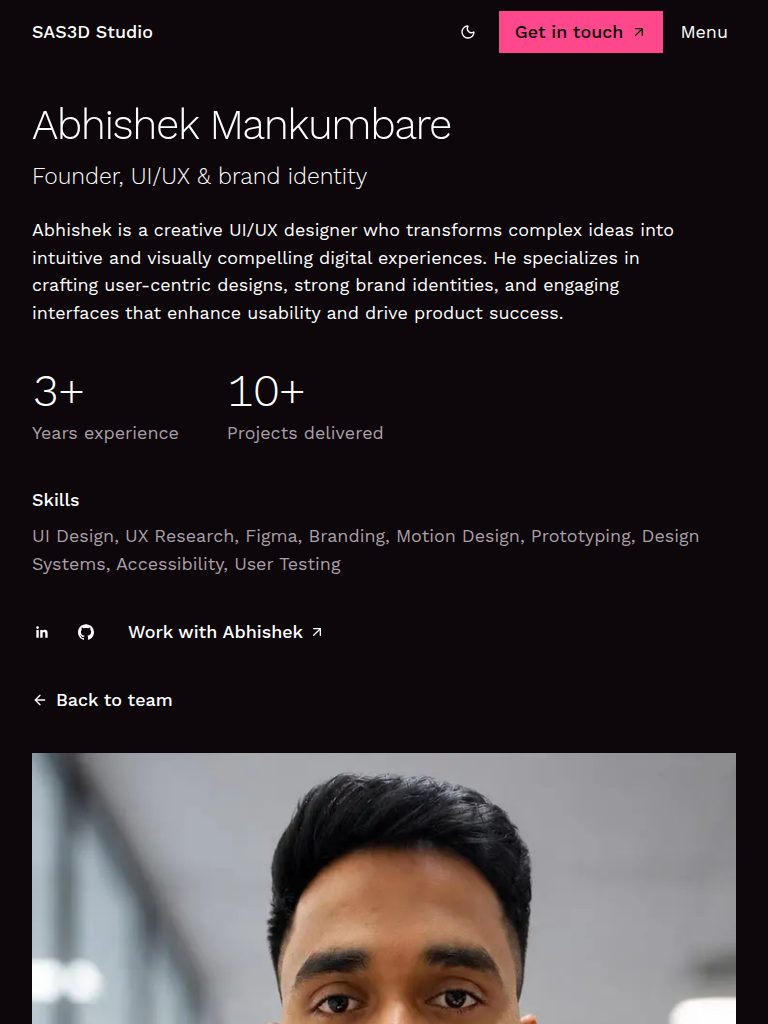 SAS3D Studio
Get in touch
Menu
Abhishek Mankumbare
Founder, UI/UX & brand identity
Abhishek is a creative UI/UX designer who transforms complex ideas into
intuitive and visually compelling digital experiences. He specializes in
crafting user-centric designs, strong brand identities, and engaging
interfaces that enhance usability and drive product success.
3+
10+
Years experience
Projects delivered
Skills
UI Design, UX Research, Figma, Branding, Motion Design, Prototyping, Design
Systems, Accessibility, User Testing
in
Work with Abhishek
Back to team